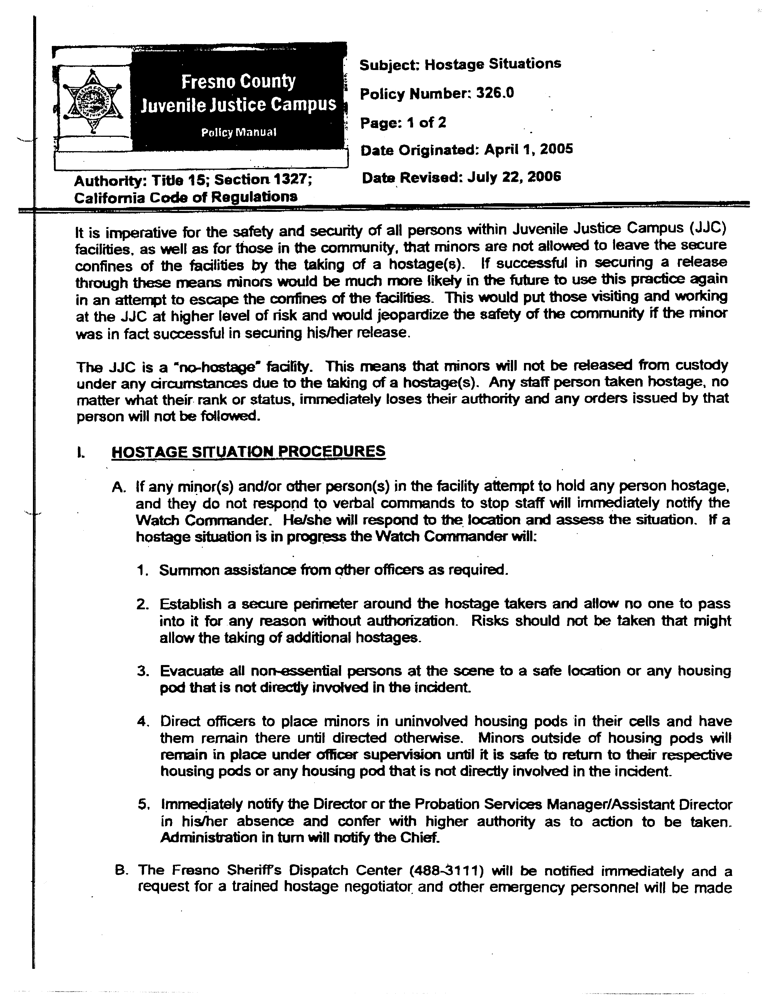 Fresno County
Juvenile Justice Campus
Policy Manual
Subject: Hostage Situations
Policy Number: 326.0
Page: 1 of 2
Date Originated: April 1, 2005
Date Revised: July 22, 2006
Authority: Title 15; Section 1327;
California Code of Regulations
It is imperative for the safety and security of all persons within Juvenile Justice Campus (JJC)
facilities, as well as for those in the community, that minors are not allowed to leave the secure
confines of the facilities by the taking of a hostage(s). If successful in securing a release
through these means minors would be much more likely in the future to use this practice again
in an attempt to escape the confines of the facilities. This would put those visiting and working
at the JJC at higher level of risk and would jeopardize the safety of the community if the minor
was in fact successful in securing his/her release.
The JJC is a "no-hostage" facility. This means that minors will not be released from custody
under any circumstances due to the taking of a hostage(s). Any staff person taken hostage, no
matter what their rank or status, immediately loses their authority and any orders issued by that
person will not be followed.
I. HOSTAGE SITUATION PROCEDURES
A. If any minor(s) and/or other person(s) in the facility attempt to hold any person hostage,
and they do not respond to verbal commands to stop staff will immediately notify the
Watch Commander. He/she will respond to the location and assess the situation. If a
hostage situation is in progress the Watch Commander will:
1. Summon assistance from other officers as required.
2. Establish a secure perimeter around the hostage takers and allow no one to pass
into it for any reason without authorization. Risks should not be taken that might
allow the taking of additional hostages.
3. Evacuate all non-essential persons at the scene to a safe location or any housing
pod that is not directly involved in the incident.
4. Direct officers to place minors in uninvolved housing pods in their cells and have
them remain there until directed otherwise. Minors outside of housing pods will
remain in place under officer supervision until it is safe to return to their respective
housing pods or any housing pod that is not directly involved in the incident.
5. Immediately notify the Director or the Probation Services Manager/Assistant Director
in his/her absence and confer with higher authority as to action to be taken.
Administration in turn will notify the Chief.
B. The Fresno Sheriff's Dispatch Center (488-3111) will be notified immediately and a
request for a trained hostage negotiator and other emergency personnel will be made